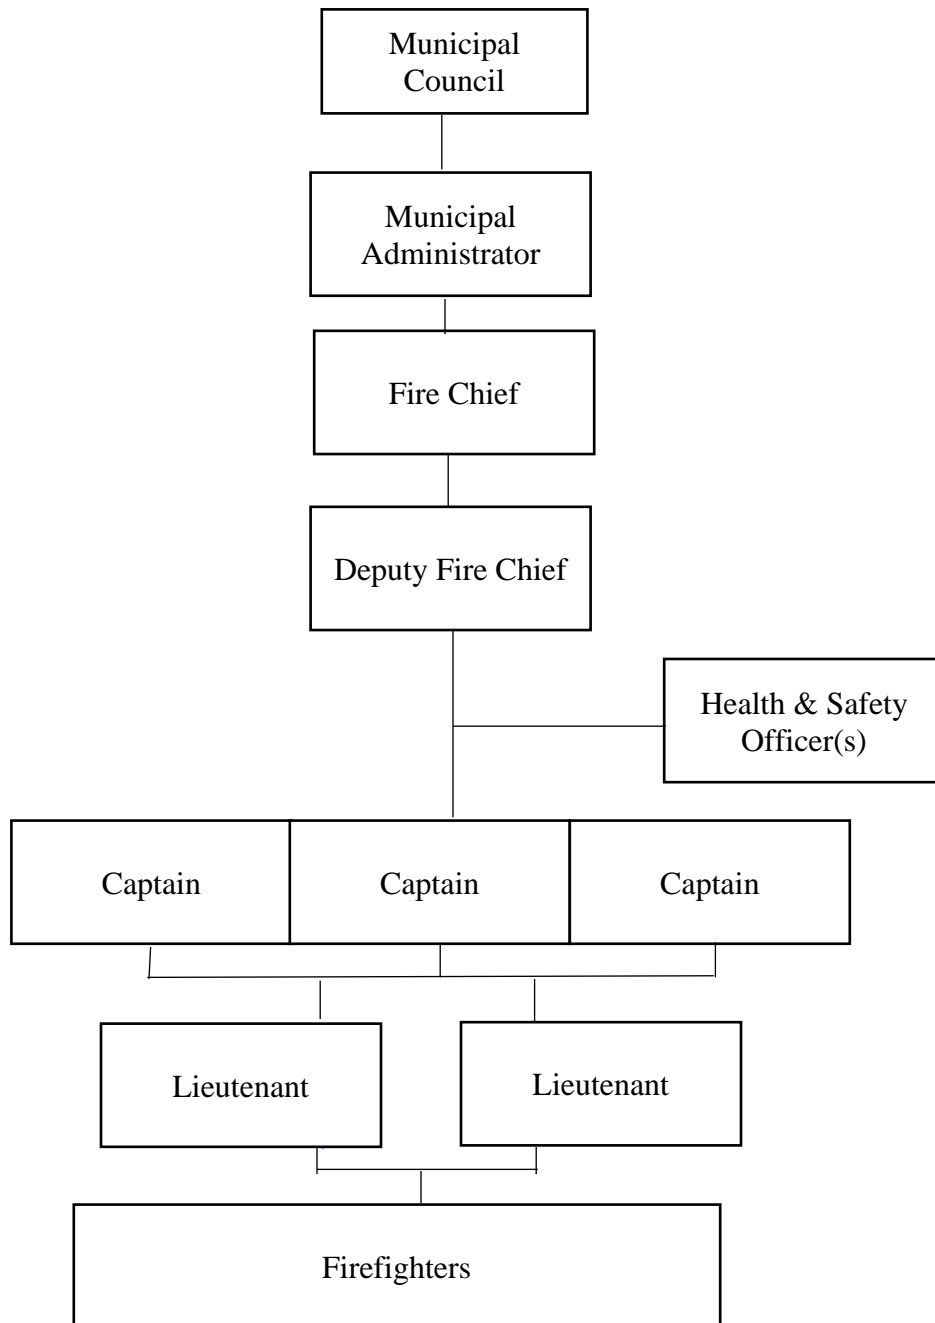 Municipal
Council
Municipal
Administrator
Fire Chief
Deputy Fire Chief
Health & Safety
Officer(s)
Captain
Captain
Captain
Lieutenant
Lieutenant
Firefighters